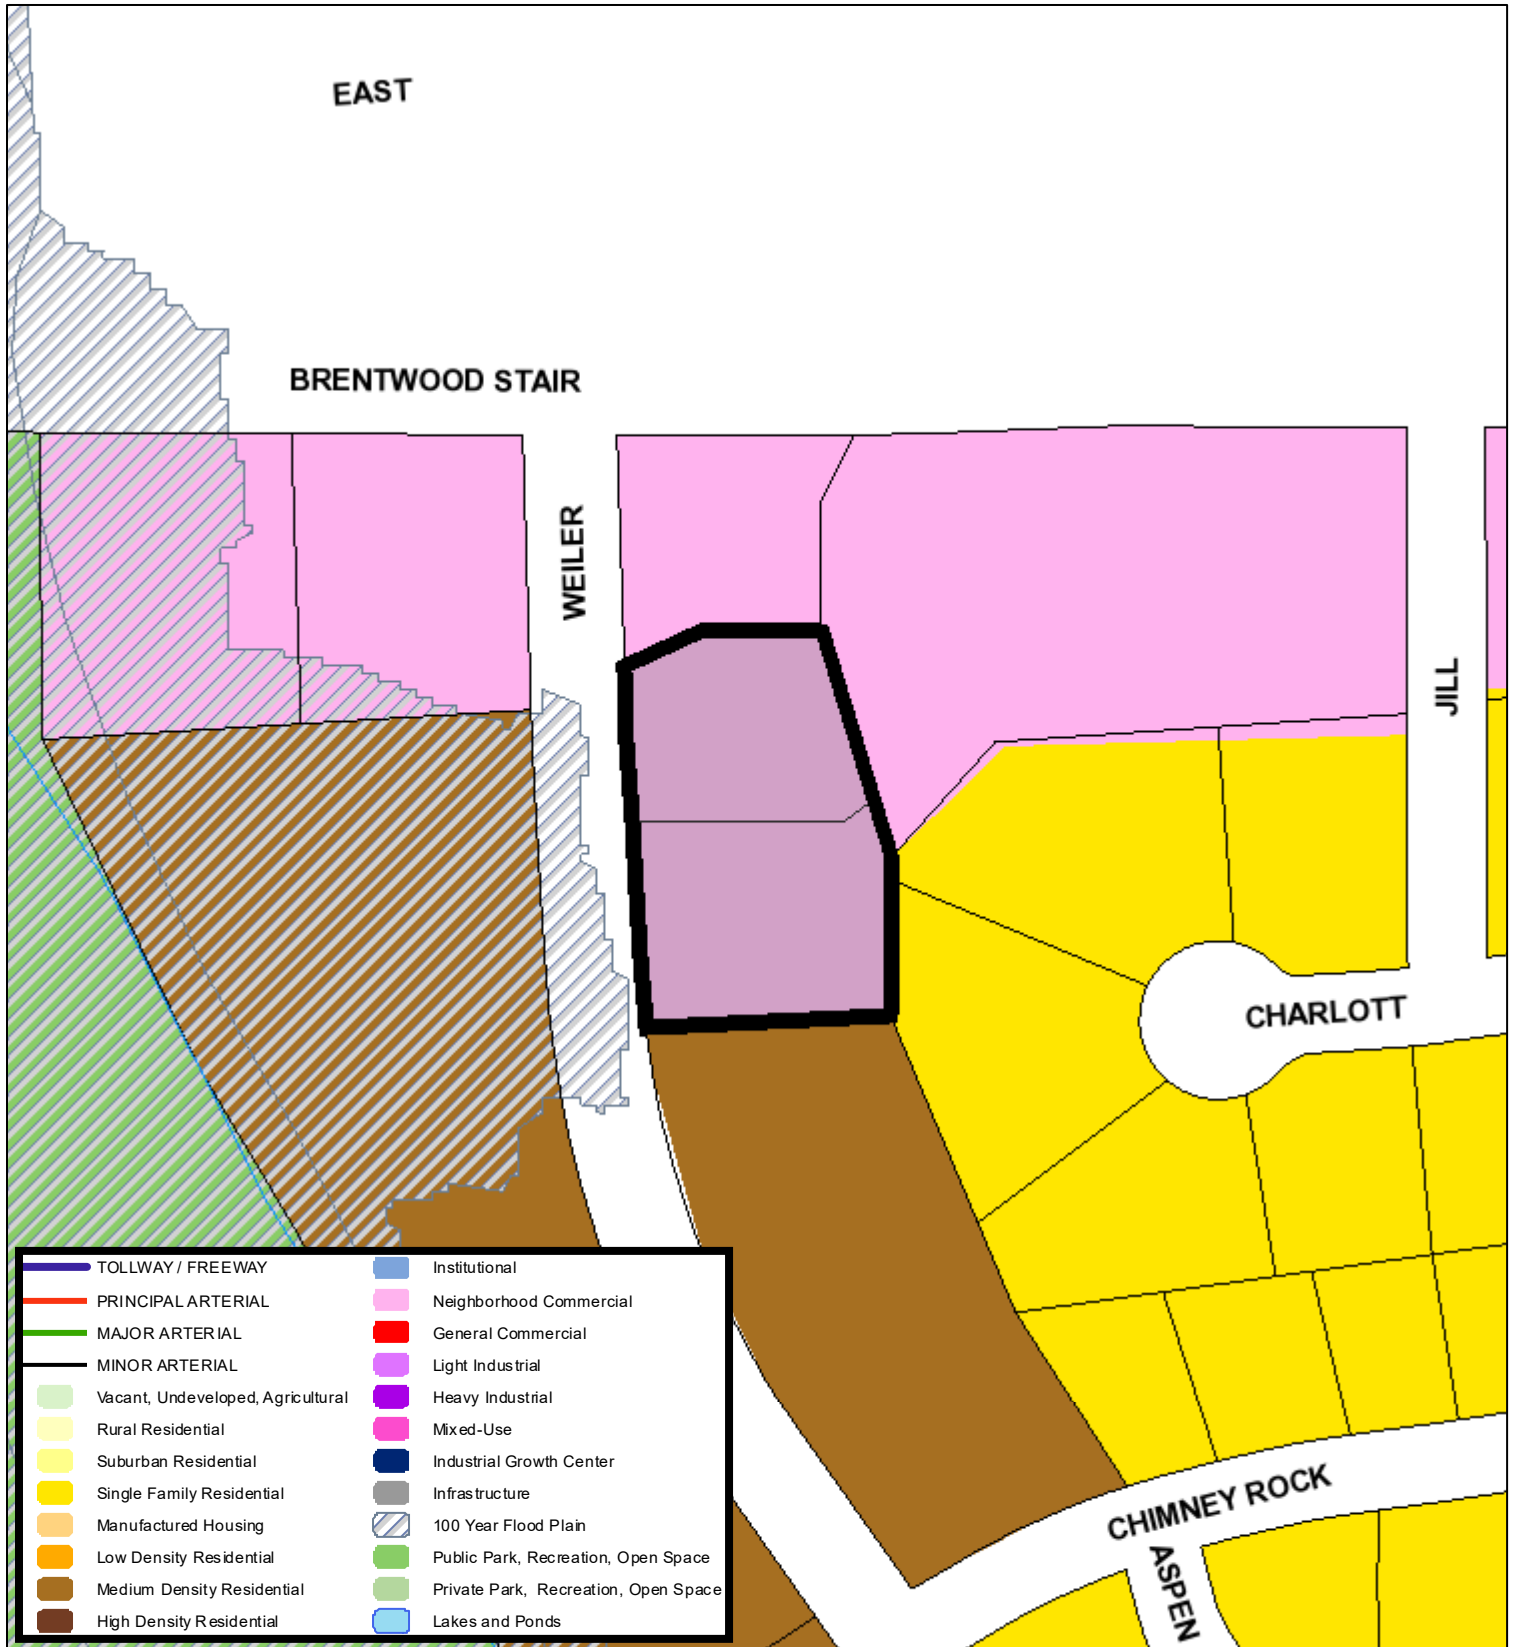 EAST
BRENTWOOD STAIR
WEILER
JILL
CHARLOTT
CHIMNEY ROCK
ASPEN
TOLLWAY / FREEWAY
PRINCIPAL ARTERIAL
MAJOR ARTERIAL
MINOR ARTERIAL
Vacant, Undeveloped, Agricultural
Rural Residential
Suburban Residential
Single Family Residential
Manufactured Housing
Low Density Residential
Medium Density Residential
High Density Residential
Institutional
Neighborhood Commercial
General Commercial
Light Industrial
Heavy Industrial
Mixed-Use
Industrial Growth Center
Infrastructure
100 Year Flood Plain
Public Park, Recreation, Open Space
Private Park, Recreation, Open Space
Lakes and Ponds